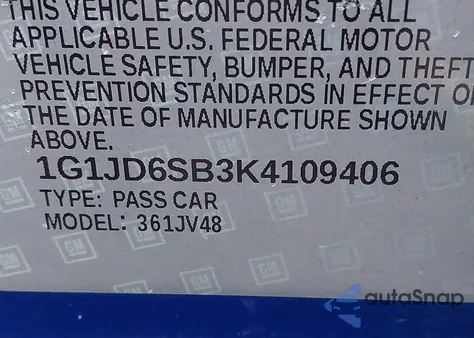 THIS VEHICLE CONFORMS TO ALL
APPLICABLE U.S. FEDERAL MOTOR
VEHICLE SAFETY, BUMPER, AND THEFT
PREVENTION STANDARDS IN EFFECT O
THE DATE OF MANUFACTURE SHOWN
ABOVE.
1G1JD6SB3K4109406
TYPE: PASS CAR
MODEL: 361JV48
GM
autoSnap